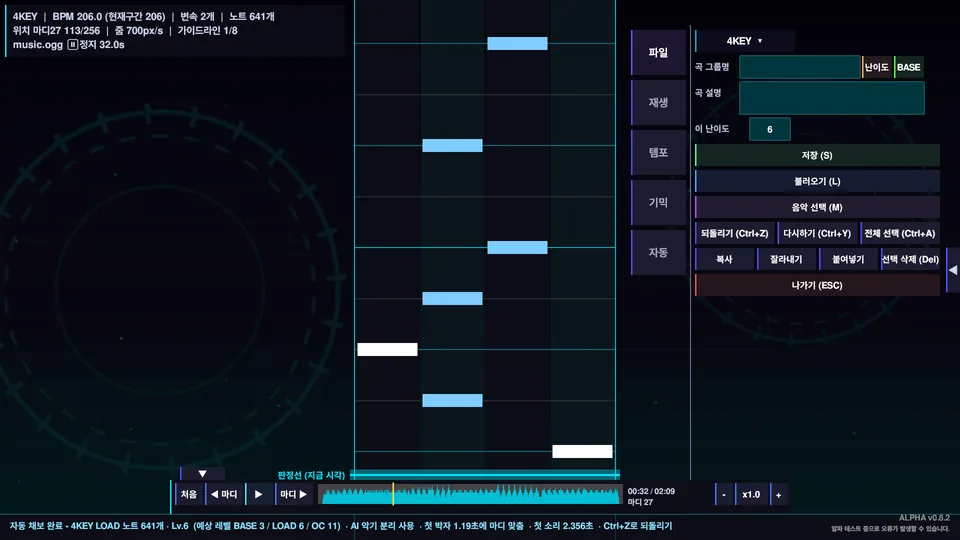 4KEY | BPM 206.0 (현재구간 206) | 변속 2개 | 노트 641개
위치 마디27 113/256 | 줌 700px/s | 가이드라인 1/8
music.ogg ⏸정지 32.0s
파일
재생
템포
기믹
자동
4KEY ▼
곡 그룹명
난이도
BASE
곡 설명
이 난이도
6
저장 (S)
불러오기 (L)
음악 선택 (M)
되돌리기 (Ctrl+Z)
다시하기 (Ctrl+Y)
전체 선택 (Ctrl+A)
복사
잘라내기
붙여넣기
선택 삭제 (Del)
나가기 (ESC)
◀
▼
판정선 (지금 시각)
처음
◀ 마디
▶
마디 ▶
00:32 / 02:09
마디 27
-
x1.0
+
자동 채보 완료 - 4KEY LOAD 노트 641개 · Lv.6 (예상 레벨 BASE 3 / LOAD 6 / OC 11) · AI 악기 분리 사용 · 첫 박자 1.19초에 마디 맞춤 · 첫 소리 2.356초 · Ctrl+Z로 되돌리기
ALPHA v0.8.2
알파 테스트 중으로 오류가 발생할 수 있습니다.